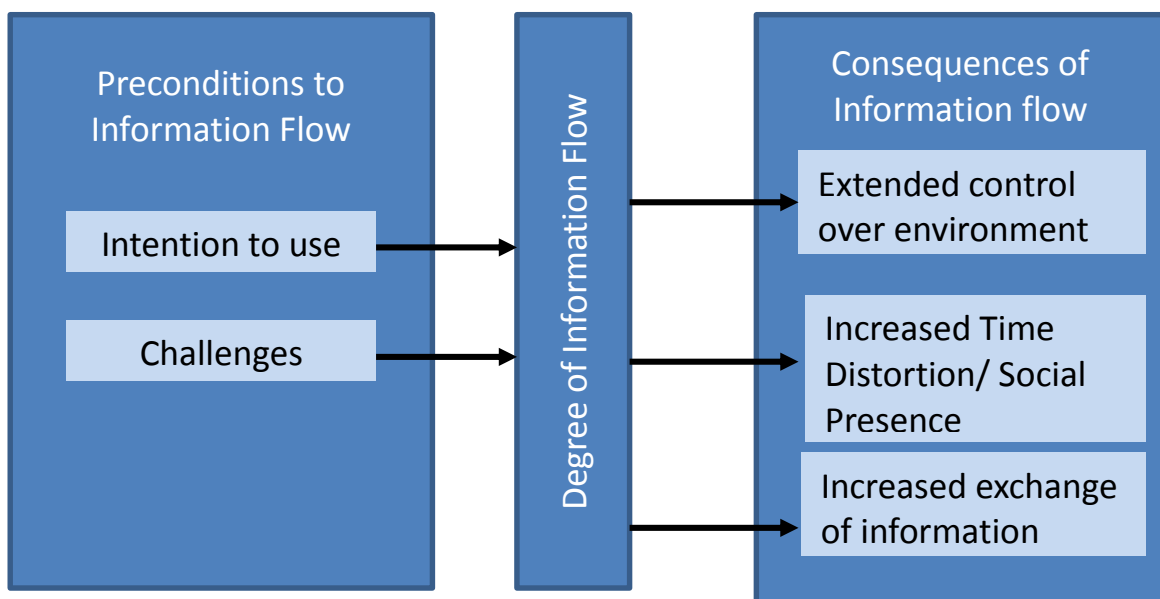 Preconditions to
Information Flow
Intention to use
Challenges
Degree of Information Flow
Consequences of
Information flow
Extended control
over environment
Increased Time
Distortion/ Social
Presence
Increased exchange
of information